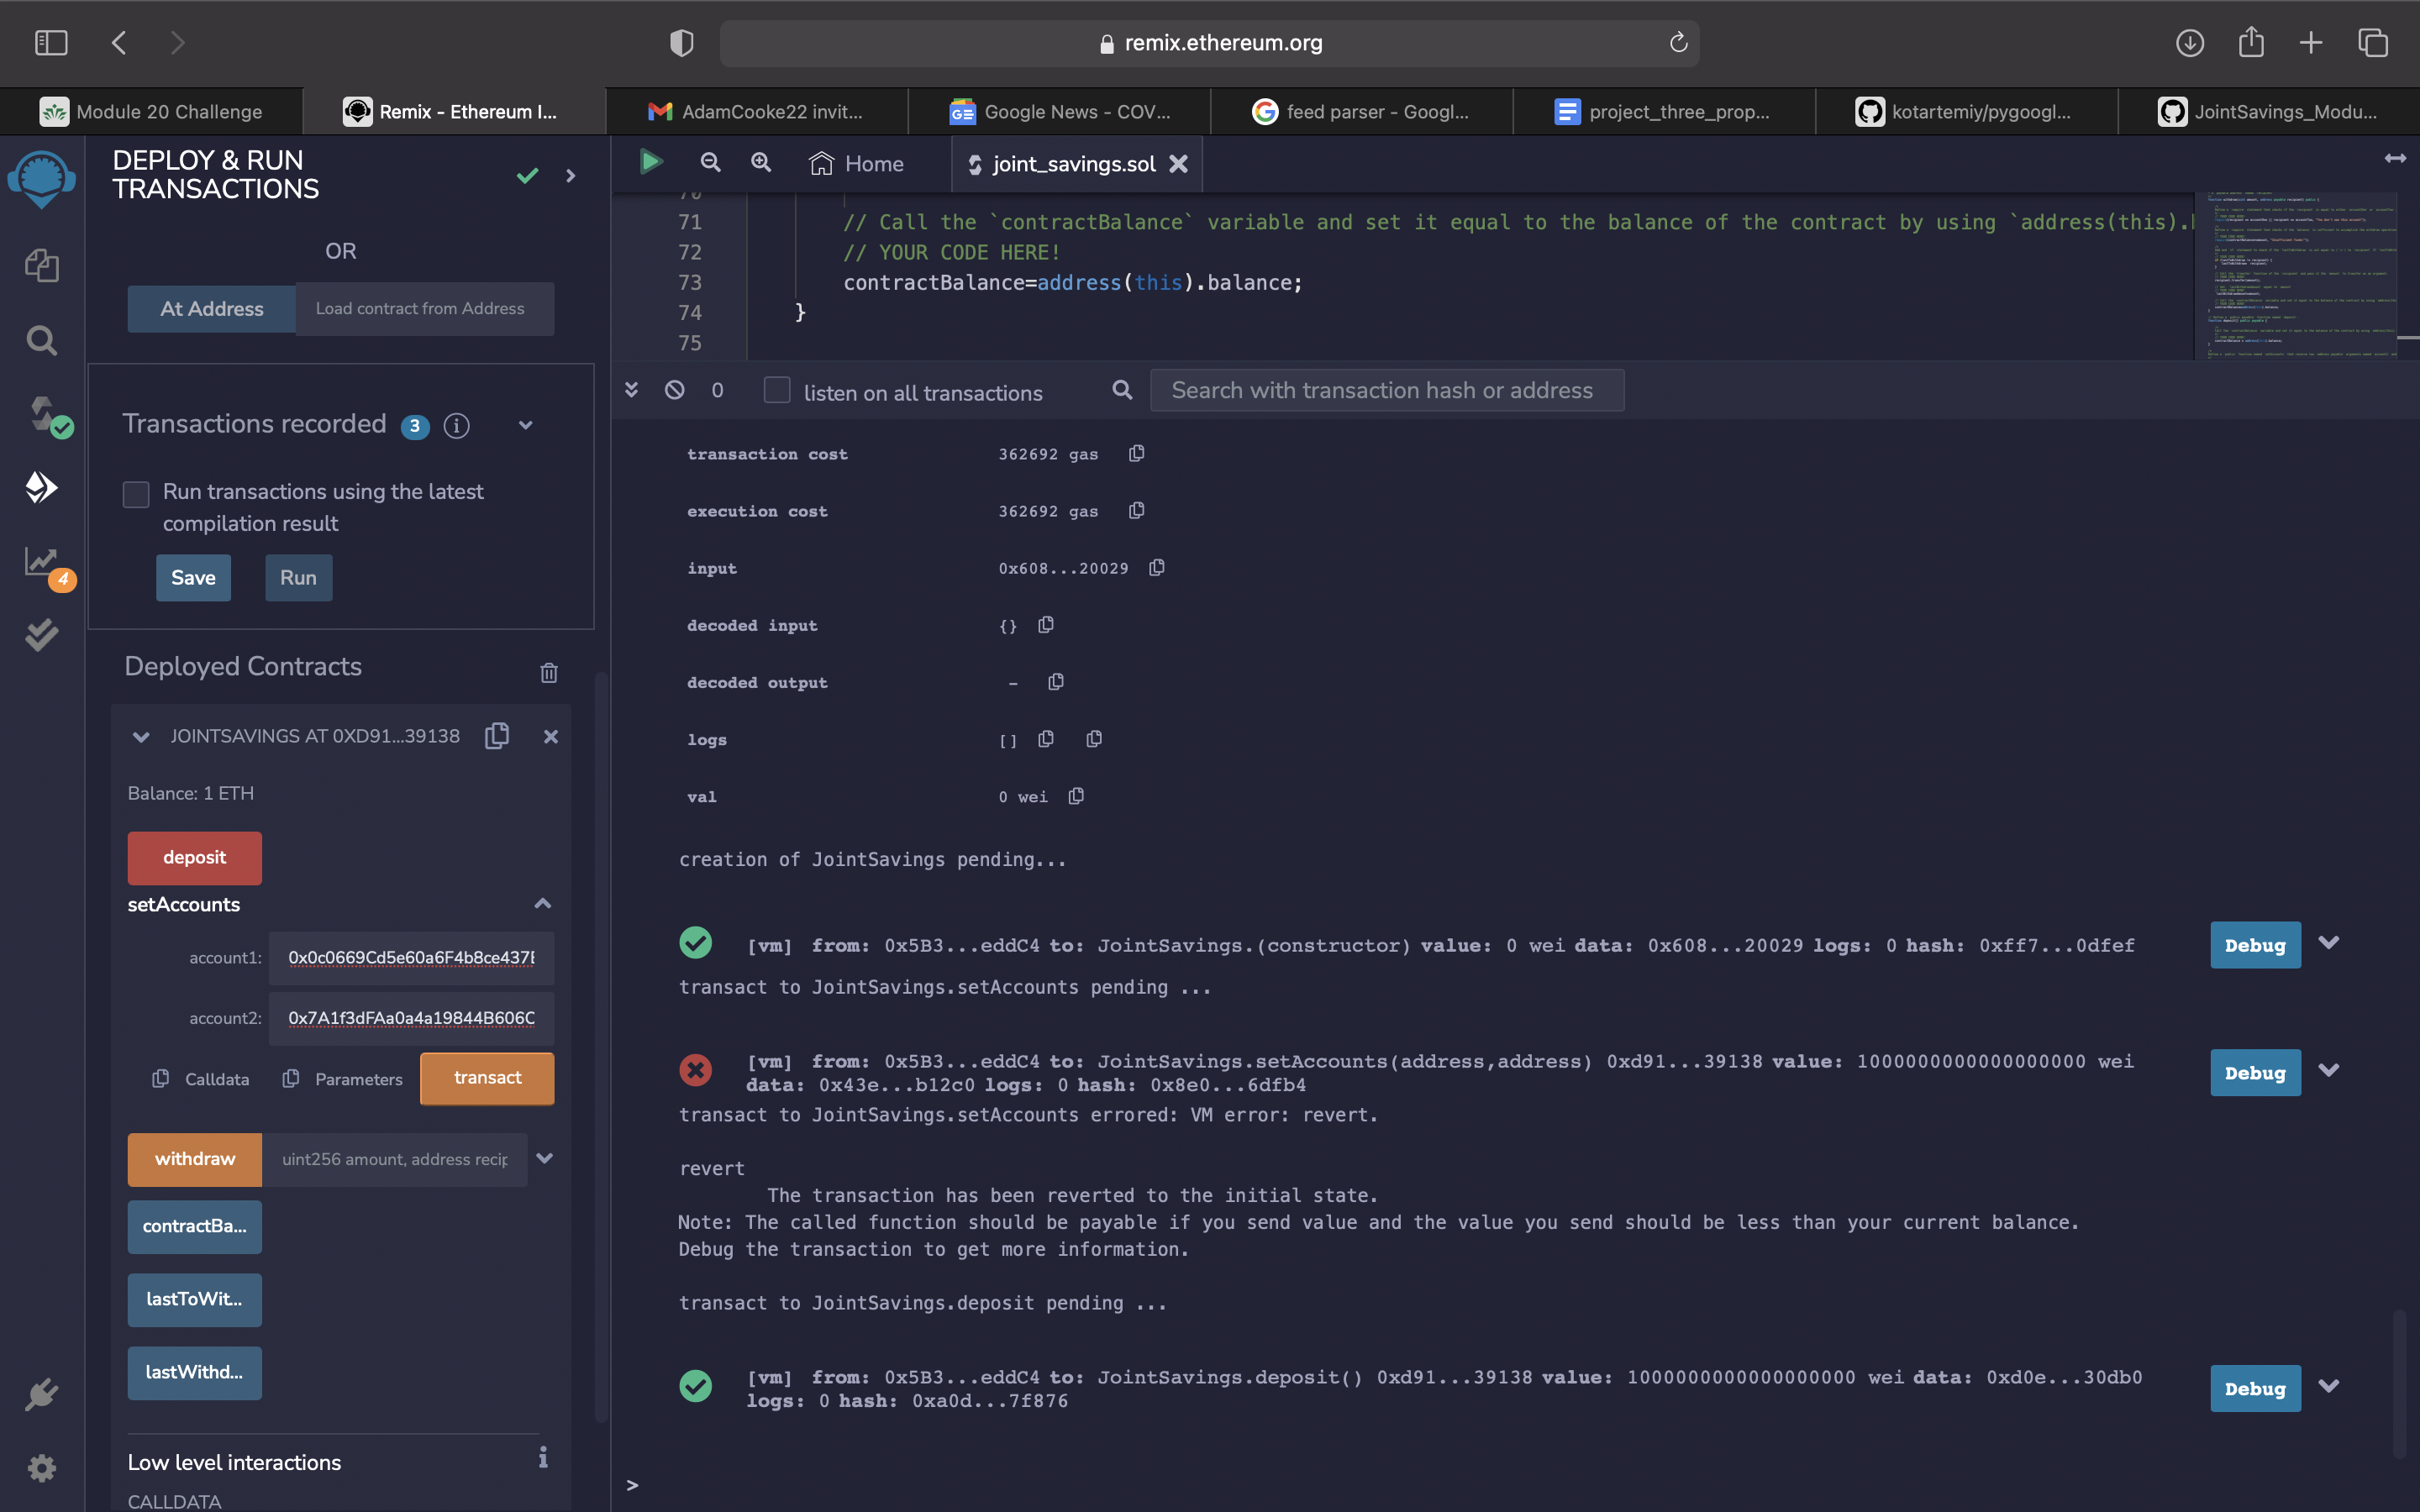 remix.ethereum.org
Module 20 Challenge
Remix - Ethereum I...
AdamCooke22 invit...
Google News - COV...
feed parser - Googl...
project_three_prop...
kotartemiy/pygoogl...
JointSavings_Modu...
DEPLOY & RUN
TRANSACTIONS
OR
At Address
Load contract from Address
Transactions recorded 3
Run transactions using the latest
compilation result
Save
Run
4
Deployed Contracts
JOINTSAVINGS AT 0XD91...39138
Balance: 1 ETH
deposit
setAccounts
account1: 0x0c0669Cd5e60a6F4b8ce437
account2: 0x7A1f3dFAa0a4a19844B606
Calldata
Parameters
transact
withdraw
uint256 amount, address recip
contractBa...
lastToWit...
lastWithd...
Low level interactions
CALLDATA
Home
joint_savings.sol
70
71 // Call the `contractBalance` variable and set it equal to the balance of the contract by using `address(this).
72 // YOUR CODE HERE!
73 contractBalance=address(this).balance;
74 }
75
0
listen on all transactions
Search with transaction hash or address
transaction cost 362692 gas
execution cost 362692 gas
input 0x608...20029
decoded input {}
decoded output -
logs []
val 0 wei
creation of JointSavings pending...
[vm] from: 0x5B3...eddC4 to: JointSavings.(constructor) value: 0 wei data: 0x608...20029 logs: 0 hash: 0xff7...0dfef
Debug
transact to JointSavings.setAccounts pending ...
[vm] from: 0x5B3...eddC4 to: JointSavings.setAccounts(address,address) 0xd91...39138 value: 1000000000000000000 wei
data: 0x43e...b12c0 logs: 0 hash: 0x8e0...6dfb4
Debug
transact to JointSavings.setAccounts errored: VM error: revert.
revert
The transaction has been reverted to the initial state.
Note: The called function should be payable if you send value and the value you send should be less than your current balance.
Debug the transaction to get more information.
transact to JointSavings.deposit pending ...
[vm] from: 0x5B3...eddC4 to: JointSavings.deposit() 0xd91...39138 value: 1000000000000000000 wei data: 0xd0e...30db0
logs: 0 hash: 0xa0d...7f876
Debug
>